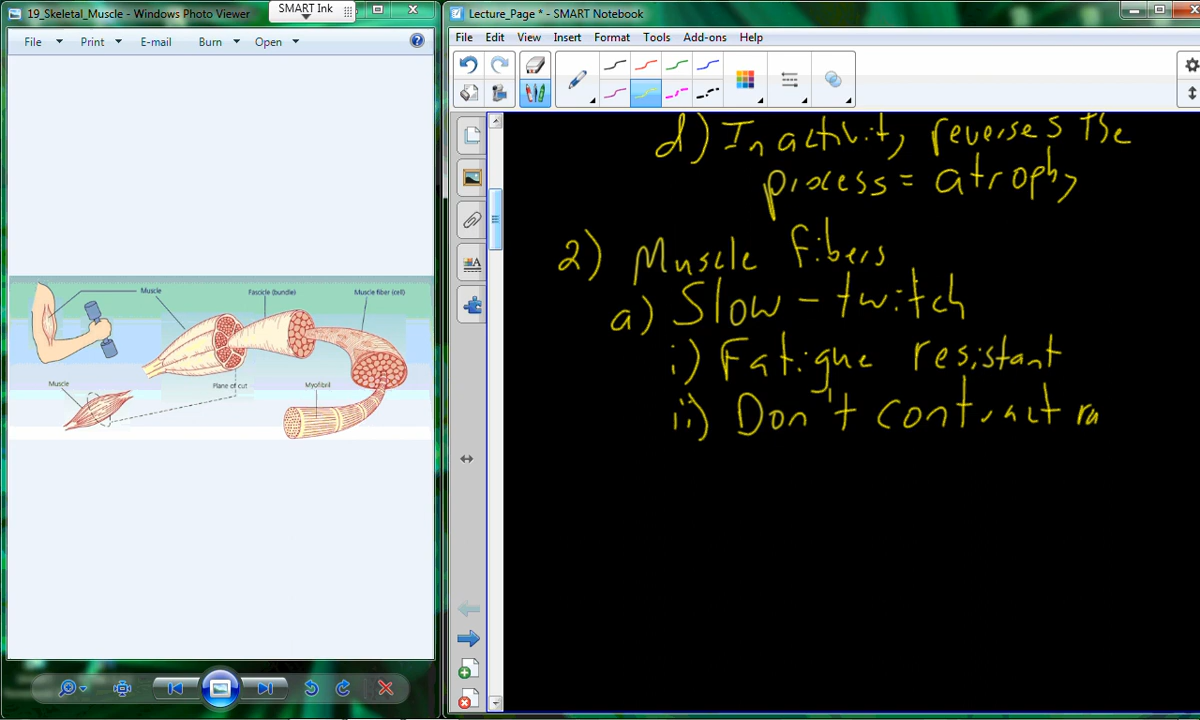 19_Skeletal_Muscle - Windows Photo Viewer
SMART Ink
File Print E-mail Burn Open
Muscle
Fascicle (bundle)
Muscle fiber (cell)
Muscle
Plane of cut
Myofibril
Lecture_Page * - SMART Notebook
File Edit View Insert Format Tools Add-ons Help
d) Inactivity reverses the
process = atrophy
2) Muscle Fibers
a) Slow - twitch
i) Fatigue resistant
ii) Don't contract ra